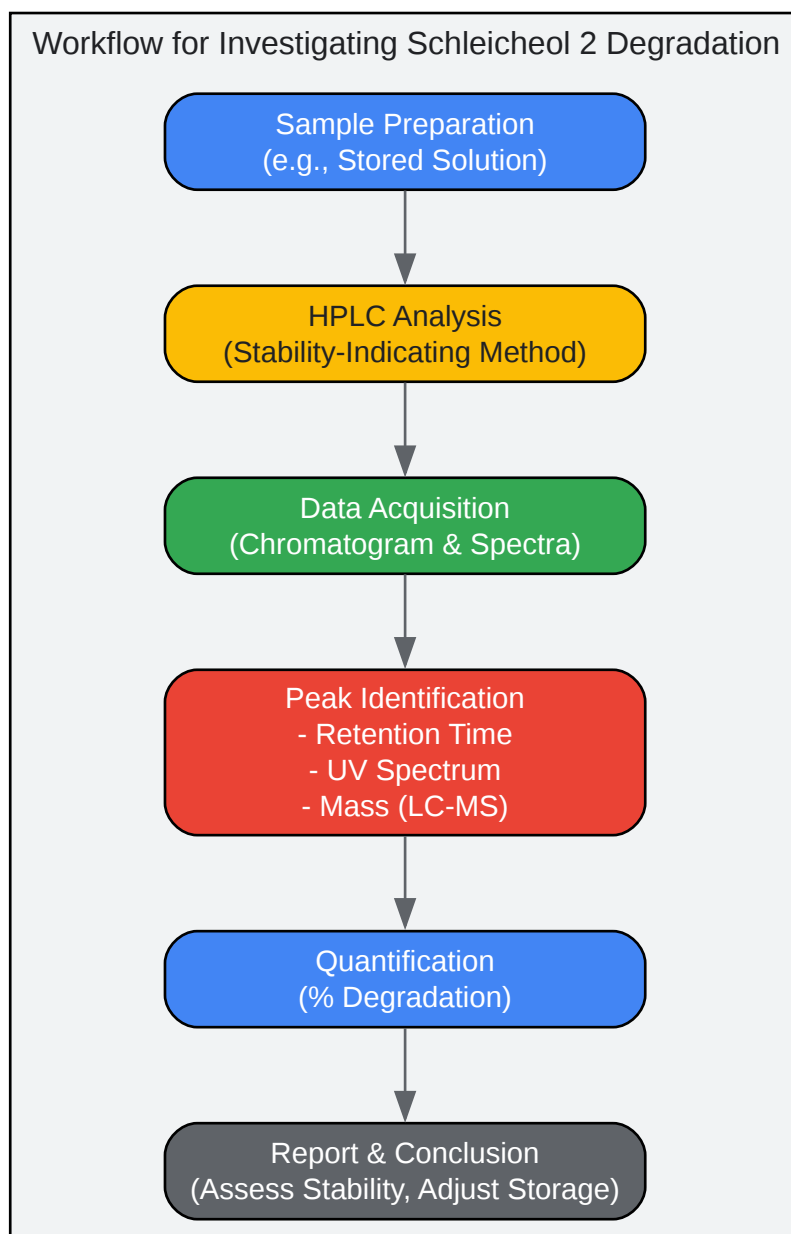 Workflow for Investigating Schleicheol 2 Degradation
Sample Preparation
(e.g., Stored Solution)
HPLC Analysis
(Stability-Indicating Method)
Data Acquisition
(Chromatogram & Spectra)
Peak Identification
- Retention Time
- UV Spectrum
- Mass (LC-MS)
Quantification
(% Degradation)
Report & Conclusion
(Assess Stability, Adjust Storage)